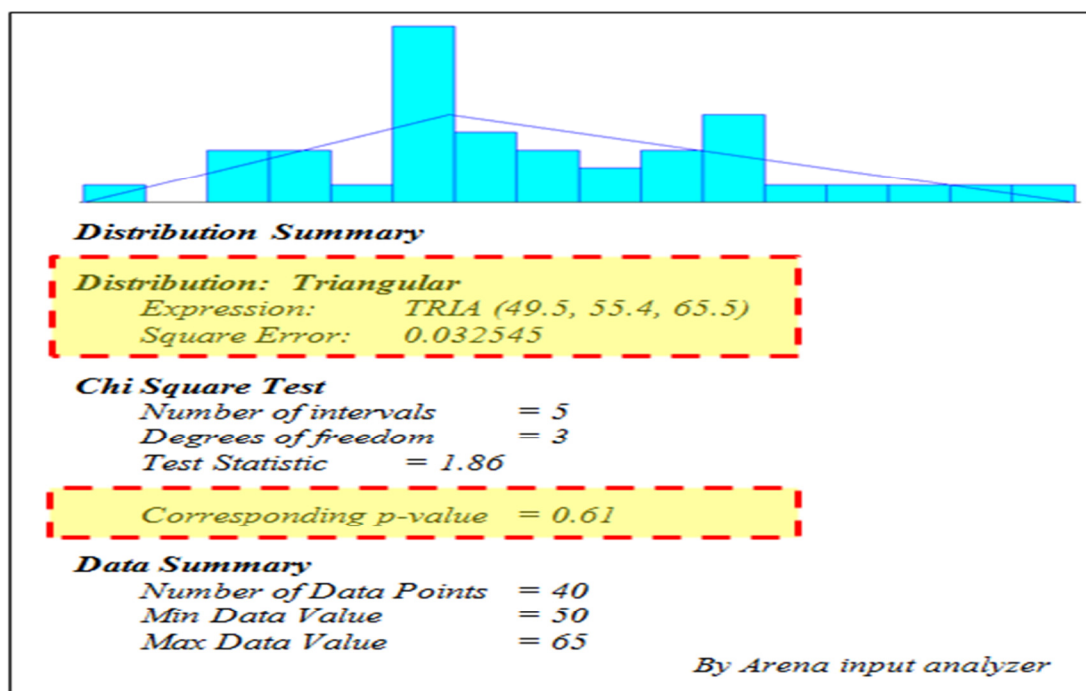 Distribution Summary
Distribution: Triangular
Expression: TRIA (49.5, 55.4, 65.5)
Square Error: 0.032545
Chi Square Test
Number of intervals = 5
Degrees of freedom = 3
Test Statistic = 1.86
Corresponding p-value = 0.61
Data Summary
Number of Data Points = 40
Min Data Value = 50
Max Data Value = 65
By Arena input analyzer